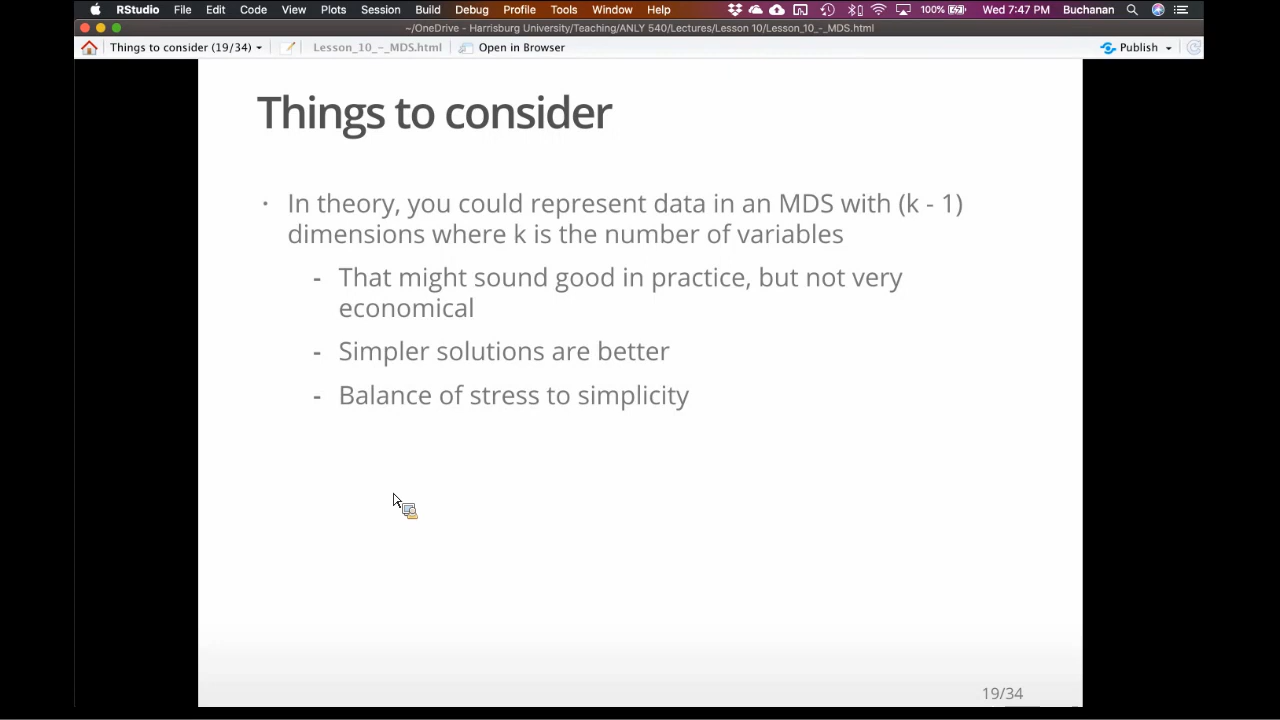 RStudio File Edit Code View Plots Session Build Debug Profile Tools Window Help 100% Wed 7:47 PM Buchanan
~/OneDrive - Harrisburg University/Teaching/ANLY 540/Lectures/Lesson 10/Lesson_10_-_MDS.html
Things to consider (19/34) Lesson_10_-_MDS.html Open in Browser Publish
Things to consider
• In theory, you could represent data in an MDS with (k - 1)
dimensions where k is the number of variables
- That might sound good in practice, but not very
economical
- Simpler solutions are better
- Balance of stress to simplicity
19/34